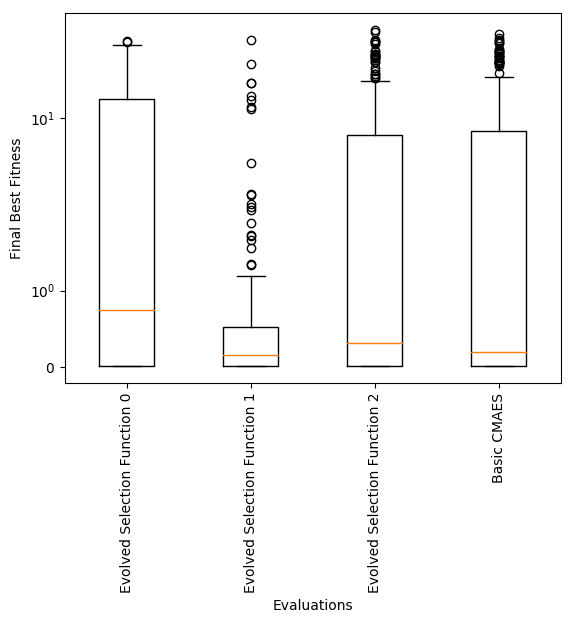 Final Best Fitness
10¹
10⁰
0
Evolved Selection Function 0
Evolved Selection Function 1
Evolved Selection Function 2
Basic CMAES
Evaluations